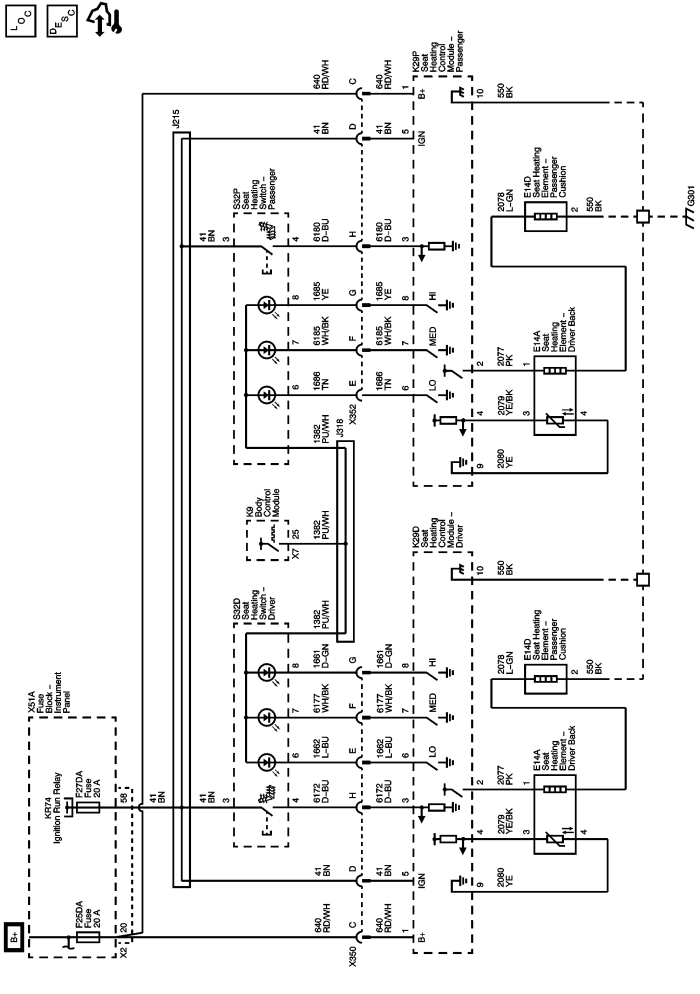 L O C
D E S C
B+
F25DA
Fuse
20 A
KR74
Ignition Run Relay
F27DA
Fuse
20 A
X51A
Fuse
Block –
Instrument
Panel
X2
20
58
41
BN
J215
41
BN
3
S32D
Seat
Heating
Switch –
Driver
4
6
7
8
K9
Body
Control
Module
X7
25
41
BN
3
S32P
Seat
Heating
Switch –
Passenger
6
7
8
4
640
RD/WH
41
BN
6172
D–BU
1662
L–BU
6177
WH/BK
1661
D–GN
1382
PU/WH
1382
PU/WH
1382
PU/WH
J318
1686
TN
6185
WH/BK
1685
YE
6180
D–BU
41
BN
640
RD/WH
X350
C
D
H
E
F
G
X352
E
F
G
H
D
C
640
RD/WH
41
BN
6172
D–BU
1662
L–BU
6177
WH/BK
1661
D–GN
1686
TN
6185
WH/BK
1685
YE
6180
D–BU
41
BN
640
RD/WH
1
5
3
6
7
8
K29D
Seat
Heating
Control
Module –
Driver
6
7
8
3
5
1
K29P
Seat
Heating
Control
Module –
Passenger
B+
IGN
LO
MED
HI
LO
MED
HI
IGN
B+
9
4
2
10
9
4
2
10
2080
YE
2079
YE/BK
2077
PK
2078
L–GN
550
BK
2080
YE
2079
YE/BK
2077
PK
2078
L–GN
550
BK
3
1
E14A
Seat
Heating
Element –
Driver Back
4
E14D
Seat Heating
Element –
Passenger
Cushion
2
550
BK
3
1
E14A
Seat
Heating
Element –
Driver Back
4
E14D
Seat Heating
Element –
Passenger
Cushion
2
550
BK
G301